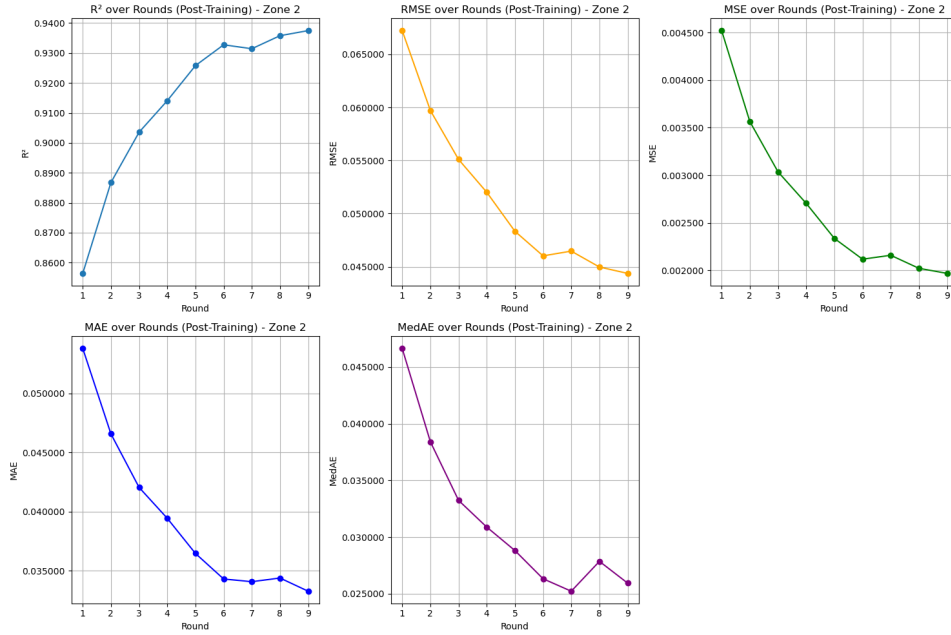 R² over Rounds (Post-Training) - Zone 2
0.9400
0.9300
0.9200
0.9100
0.9000
0.8900
0.8800
0.8700
0.8600
R²
1 2 3 4 5 6 7 8 9
Round
RMSE over Rounds (Post-Training) - Zone 2
0.065000
0.060000
0.055000
0.050000
0.045000
RMSE
1 2 3 4 5 6 7 8 9
Round
MSE over Rounds (Post-Training) - Zone 2
0.004500
0.004000
0.003500
0.003000
0.002500
0.002000
MSE
1 2 3 4 5 6 7 8 9
Round
MAE over Rounds (Post-Training) - Zone 2
0.050000
0.045000
0.040000
0.035000
MAE
1 2 3 4 5 6 7 8 9
Round
MedAE over Rounds (Post-Training) - Zone 2
0.045000
0.040000
0.035000
0.030000
0.025000
MedAE
1 2 3 4 5 6 7 8 9
Round